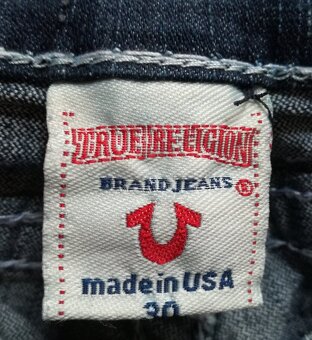 TRUE RELIGION
BRAND JEANS ®
made in USA
30